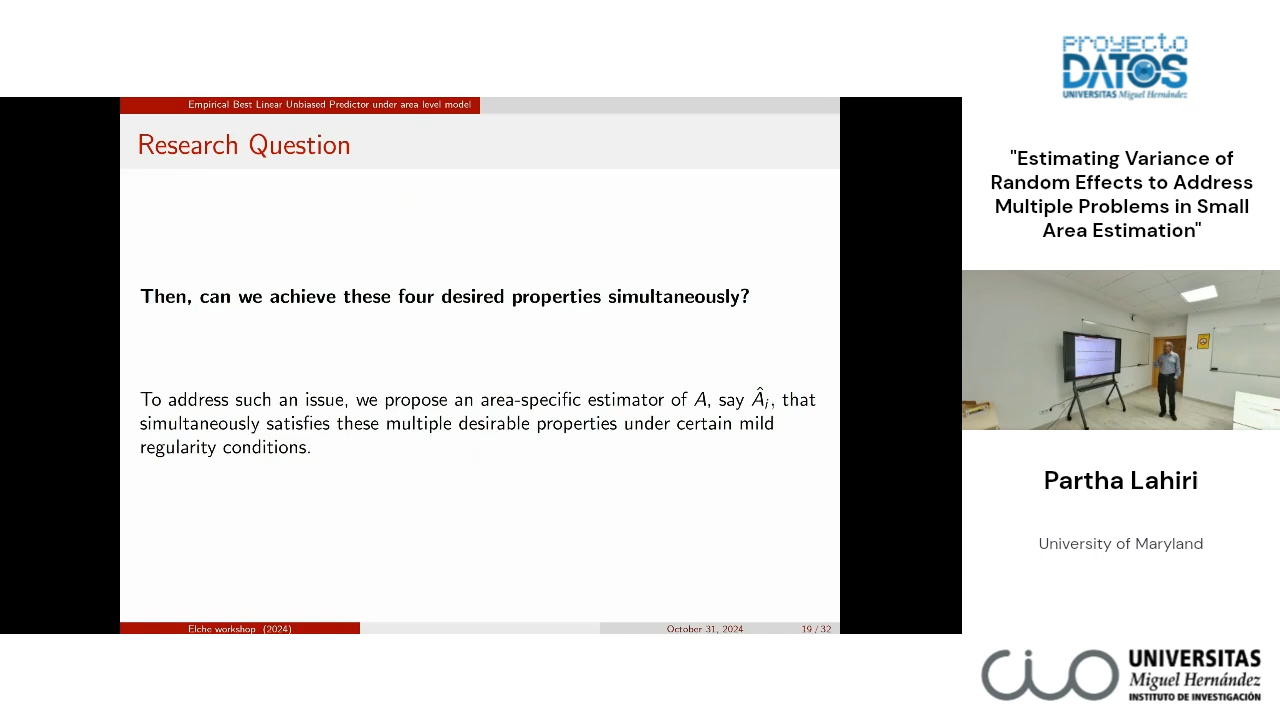 Empirical Best Linear Unbiased Predictor under area level model
Research Question
Then, can we achieve these four desired properties simultaneously?
To address such an issue, we propose an area-specific estimator of A, say Â_i, that
simultaneously satisfies these multiple desirable properties under certain mild
regularity conditions.
Elche workshop (2024)
October 31, 2024
19 / 32
PROYECTO
DATOS
UNIVERSITAS Miguel Hernández
"Estimating Variance of
Random Effects to Address
Multiple Problems in Small
Area Estimation"
Partha Lahiri
University of Maryland
CIO
UNIVERSITAS
Miguel Hernández
INSTITUTO DE INVESTIGACIÓN